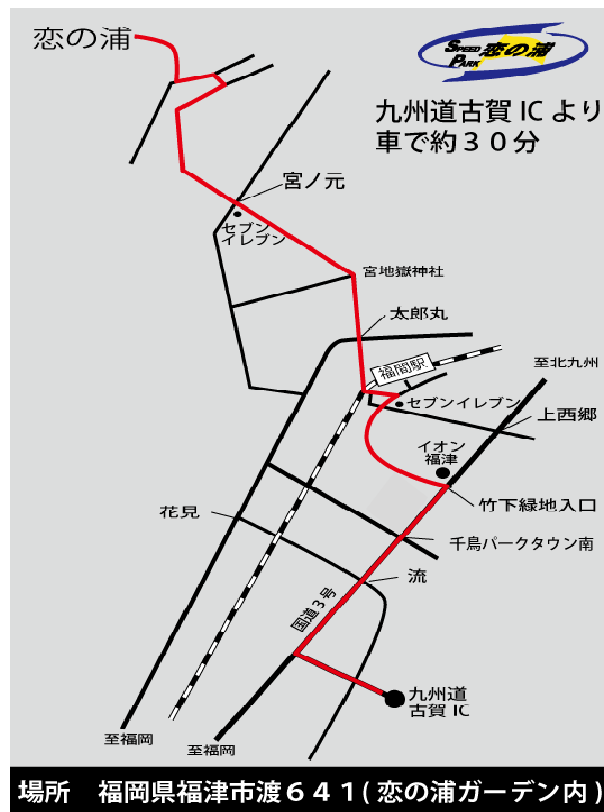 恋の浦
SPEED PARK 恋の浦
九州道古賀ICより
車で約３０分
宮ノ元
セブン
イレブン
宮地嶽神社
太郎丸
福間駅
至北九州
セブンイレブン
上西郷
イオン
福津
竹下緑地入口
花見
千鳥パークタウン南
流
国道３号
九州道
古賀IC
至福岡
至福岡
場所　福岡県福津市渡６４１(恋の浦ガーデン内)